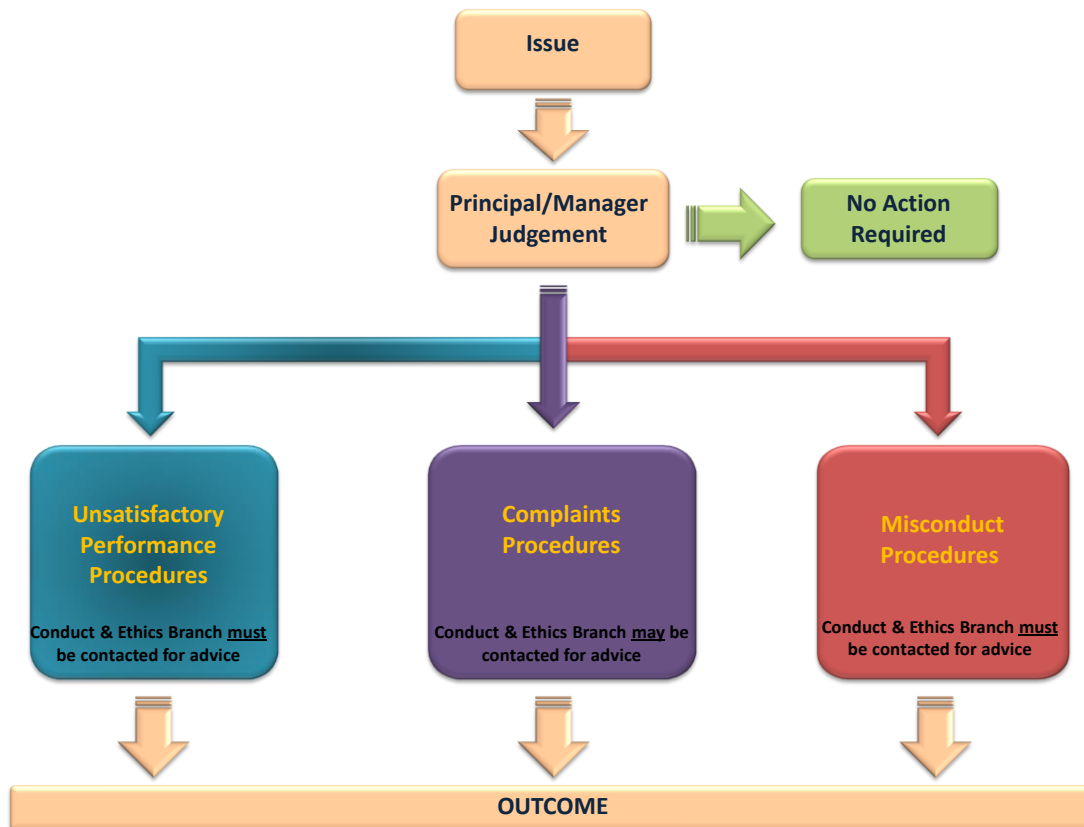 Issue
Principal/Manager
Judgement
No Action
Required
Unsatisfactory
Performance
Procedures
Conduct & Ethics Branch must
be contacted for advice
Complaints
Procedures
Conduct & Ethics Branch may be
contacted for advice
Misconduct
Procedures
Conduct & Ethics Branch must
be contacted for advice
OUTCOME